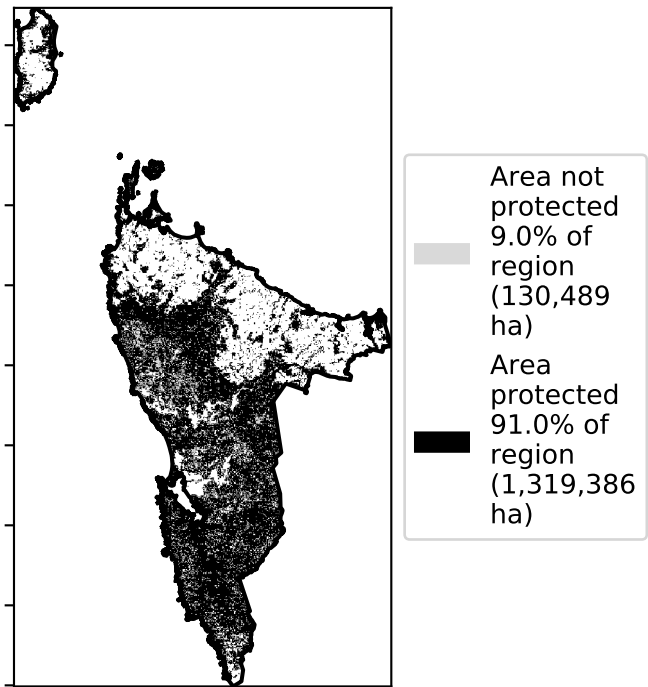 Area not
protected
9.0% of
region
(130,489
ha)
Area
protected
91.0% of
region
(1,319,386
ha)